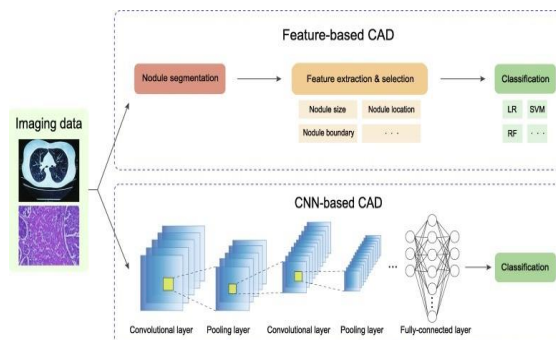 Feature-based CAD
Nodule segmentation
Feature extraction & selection
Classification
Nodule size
Nodule location
LR
SVM
Nodule boundary
· · ·
RF
· · ·
Imaging data
CNN-based CAD
...
Classification
Convolutional layer
Pooling layer
Convolutional layer
Pooling layer
Fully-connected layer